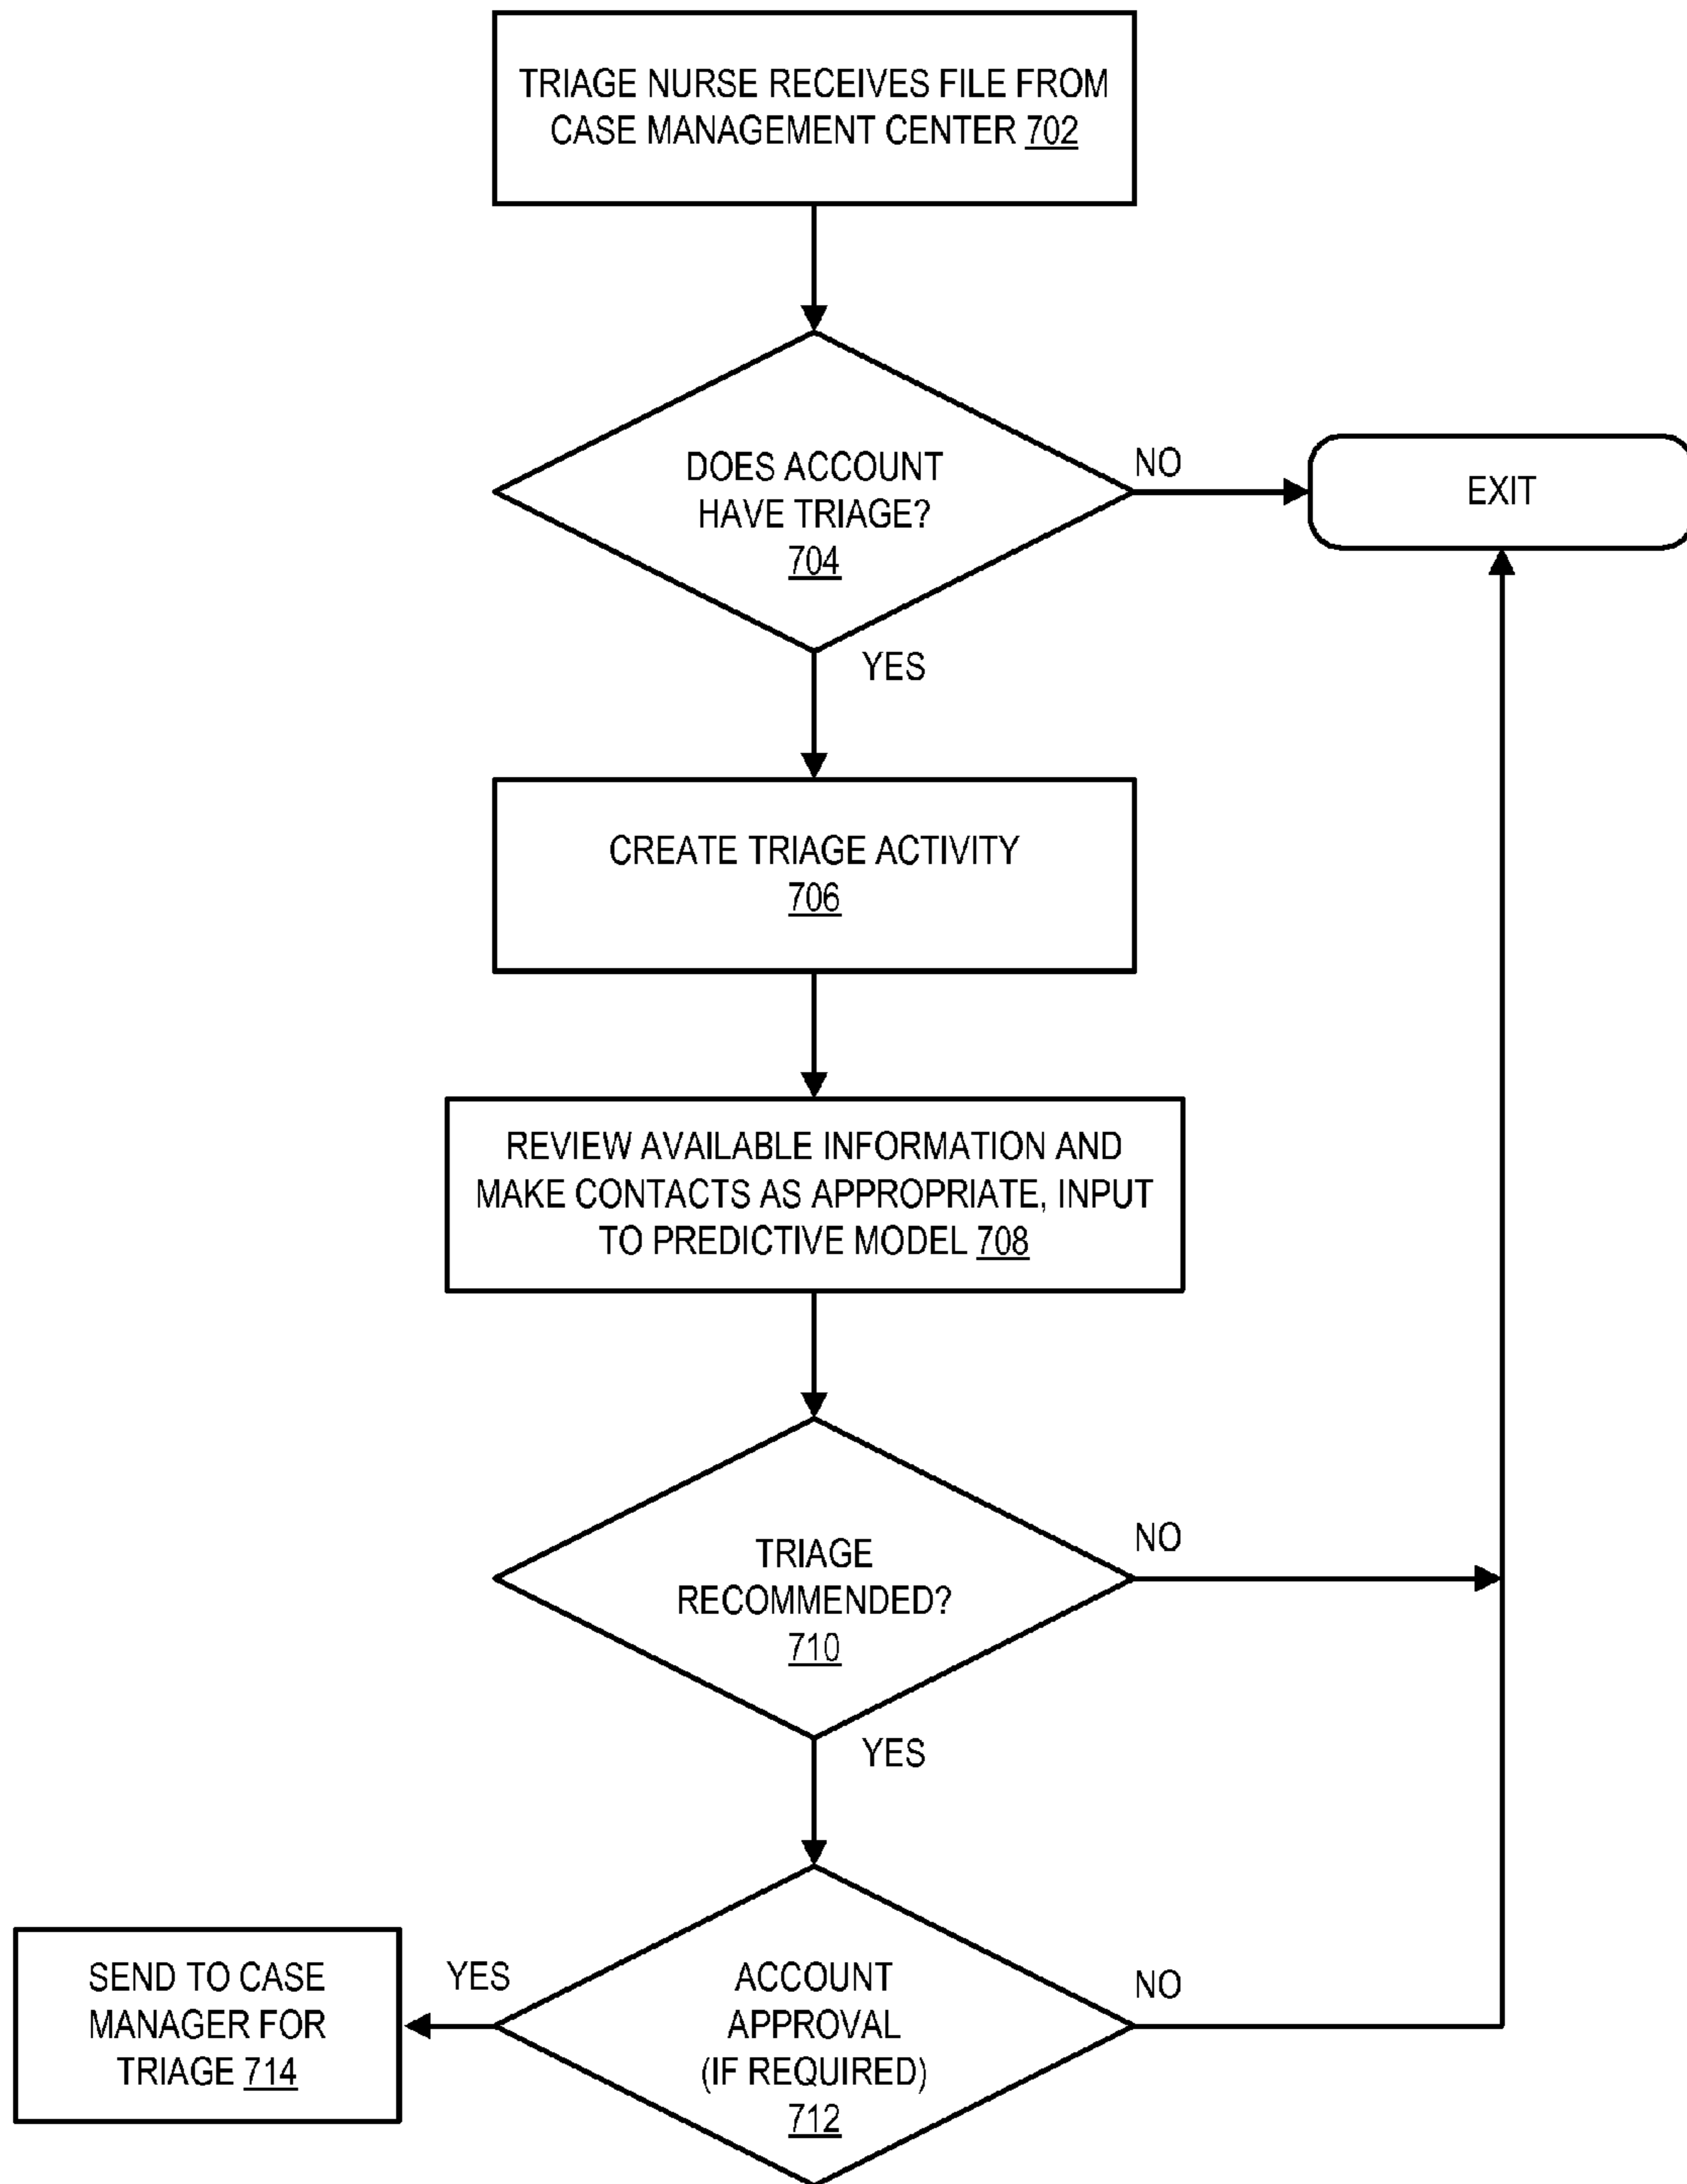 TRIAGE NURSE RECEIVES FILE FROM
CASE MANAGEMENT CENTER 702
DOES ACCOUNT
HAVE TRIAGE?
704
NO
EXIT
YES
CREATE TRIAGE ACTIVITY
706
REVIEW AVAILABLE INFORMATION AND
MAKE CONTACTS AS APPROPRIATE, INPUT
TO PREDICTIVE MODEL 708
TRIAGE
RECOMMENDED?
710
NO
YES
ACCOUNT
APPROVAL
(IF REQUIRED)
712
NO
YES
SEND TO CASE
MANAGER FOR
TRIAGE 714